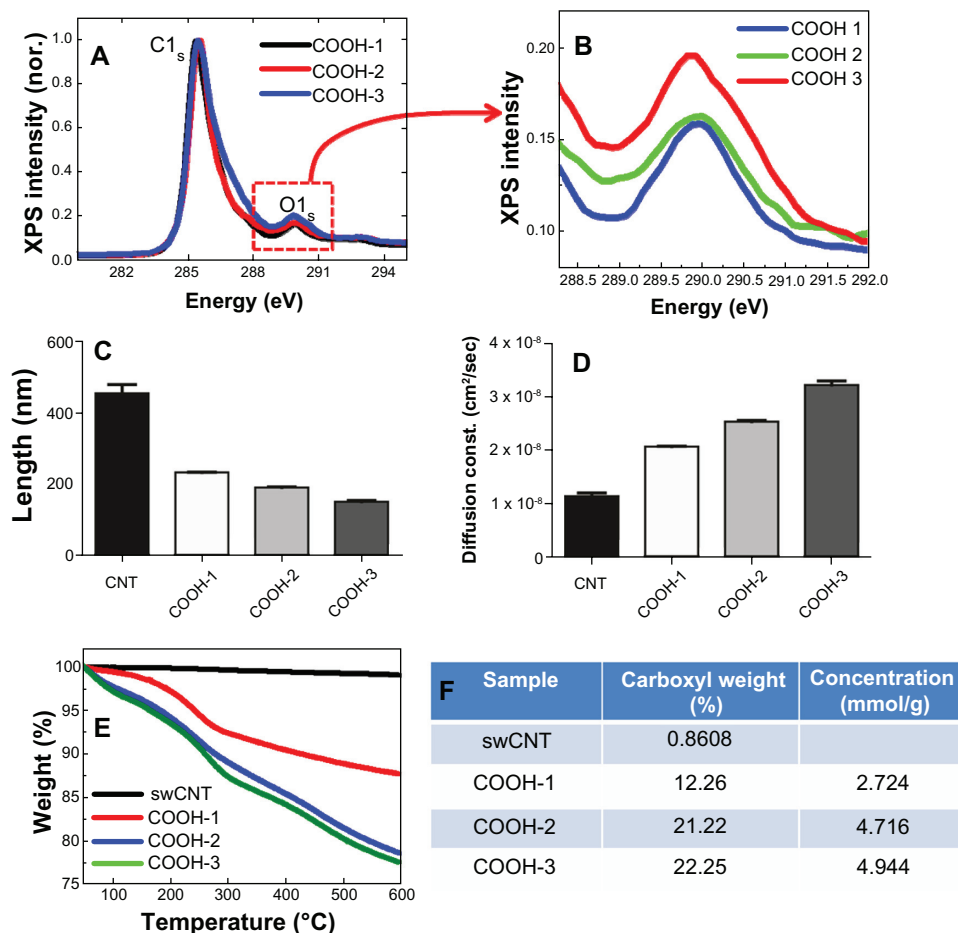 A
C1s
COOH-1
COOH-2
COOH-3
O1s
XPS intensity (nor.)
1.0
0.8
0.6
0.4
0.2
0.0
282 285 288 291 294
Energy (eV)
B
COOH 1
COOH 2
COOH 3
XPS intensity
0.20
0.15
0.10
288.5 289.0 289.5 290.0 290.5 291.0 291.5 292.0
Energy (eV)
C
Length (nm)
600
400
200
0
CNT COOH-1 COOH-2 COOH-3
D
Diffusion const. (cm²/sec)
4 x 10⁻⁸
3 x 10⁻⁸
2 x 10⁻⁸
1 x 10⁻⁸
0
CNT COOH-1 COOH-2 COOH-3
E
Weight (%)
100
95
90
85
80
75
swCNT
COOH-1
COOH-2
COOH-3
100 200 300 400 500 600
Temperature (°C)
F
Sample Carboxyl weight (%) Concentration (mmol/g)
swCNT 0.8608
COOH-1 12.26 2.724
COOH-2 21.22 4.716
COOH-3 22.25 4.944